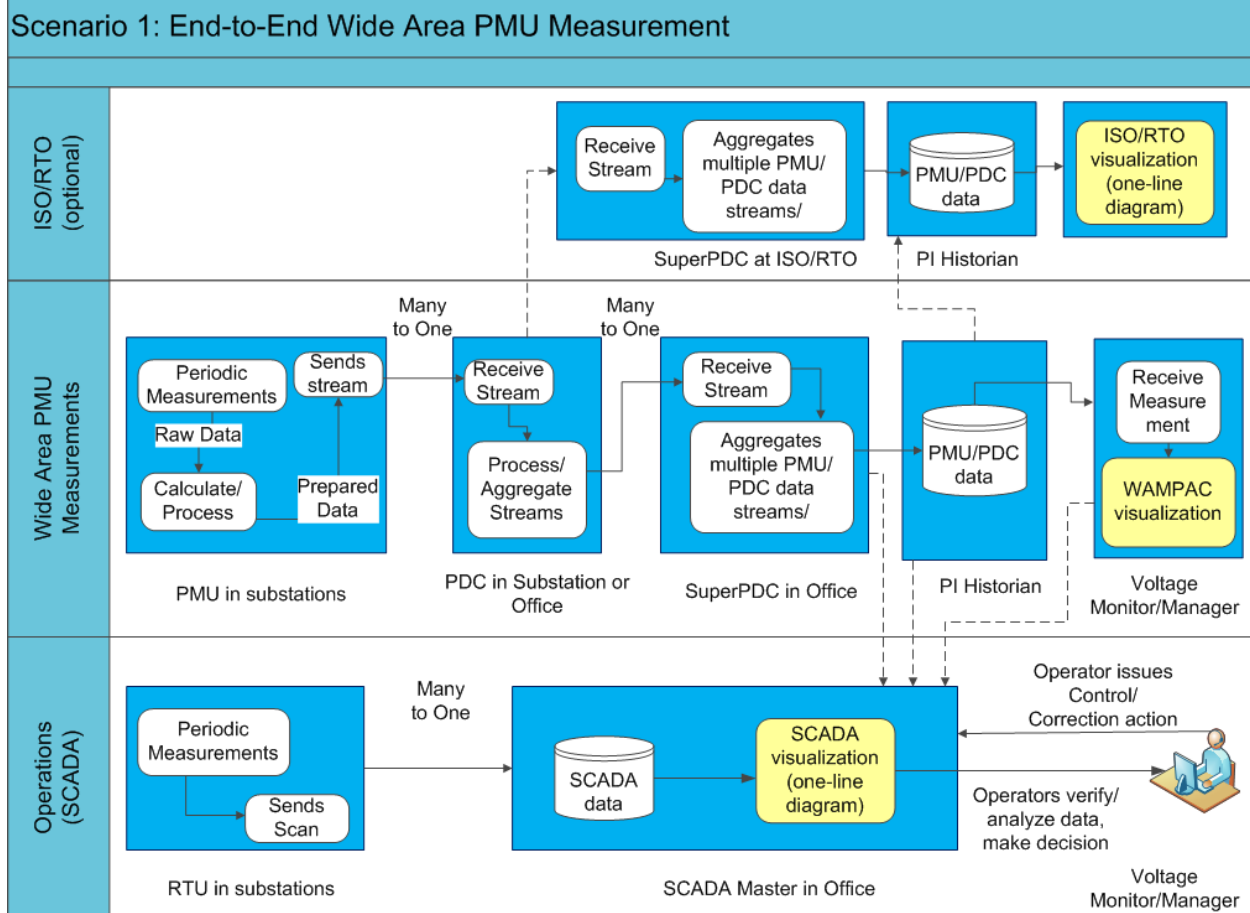 Scenario 1: End-to-End Wide Area PMU Measurement
ISO/RTO
(optional)
Receive
Stream
Aggregates
multiple PMU/
PDC data
streams/
SuperPDC at ISO/RTO
PMU/PDC
data
PI Historian
ISO/RTO
visualization
(one-line
diagram)
Wide Area PMU
Measurements
Periodic
Measurements
Raw Data
Calculate/
Process
Prepared
Data
Sends
stream
PMU in substations
Many
to One
Receive
Stream
Process/
Aggregate
Streams
PDC in Substation or
Office
Many
to One
Receive
Stream
Aggregates
multiple PMU/
PDC data
streams/
SuperPDC in Office
PMU/PDC
data
PI Historian
Receive
Measure
ment
WAMPAC
visualization
Voltage
Monitor/Manager
Operations
(SCADA)
Periodic
Measurements
Sends
Scan
RTU in substations
Many
to One
SCADA
data
SCADA
visualization
(one-line
diagram)
SCADA Master in Office
Operator issues
Control/
Correction action
Operators verify/
analyze data,
make decision
Voltage
Monitor/Manager